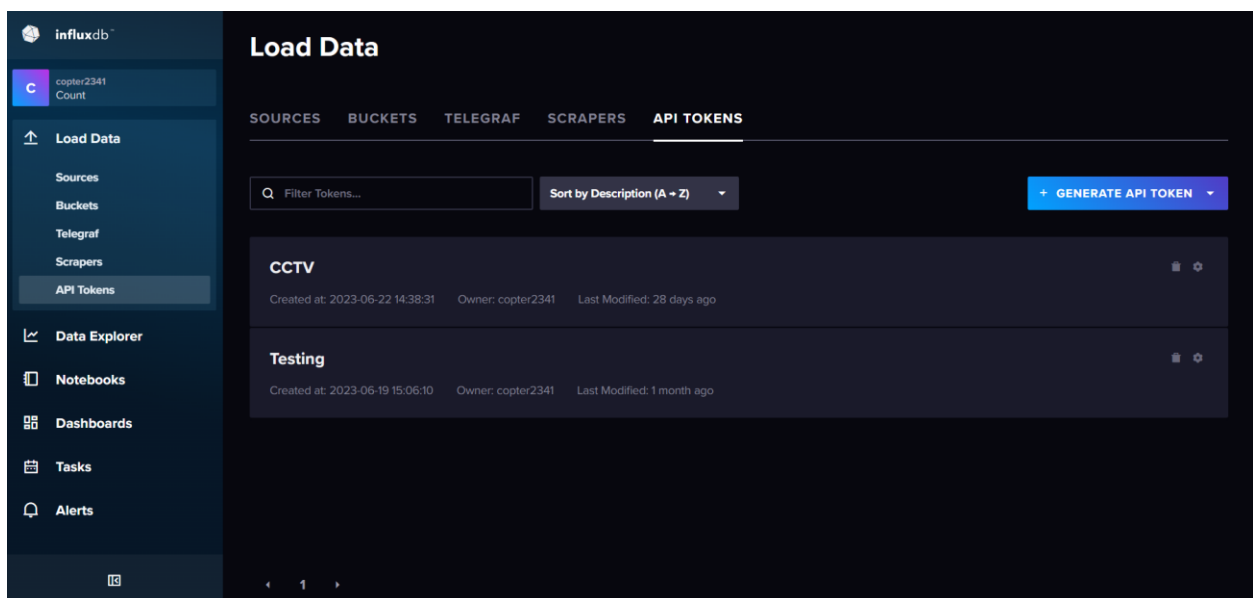 influxdb™
C
copter2341
Count
Load Data
Sources
Buckets
Telegraf
Scrapers
API Tokens
Data Explorer
Notebooks
Dashboards
Tasks
Alerts
Load Data
SOURCES BUCKETS TELEGRAF SCRAPERS API TOKENS
Filter Tokens... Sort by Description (A → Z) + GENERATE API TOKEN
CCTV
Created at: 2023-06-22 14:38:31 Owner: copter2341 Last Modified: 28 days ago
Testing
Created at: 2023-06-19 15:06:10 Owner: copter2341 Last Modified: 1 month ago
1